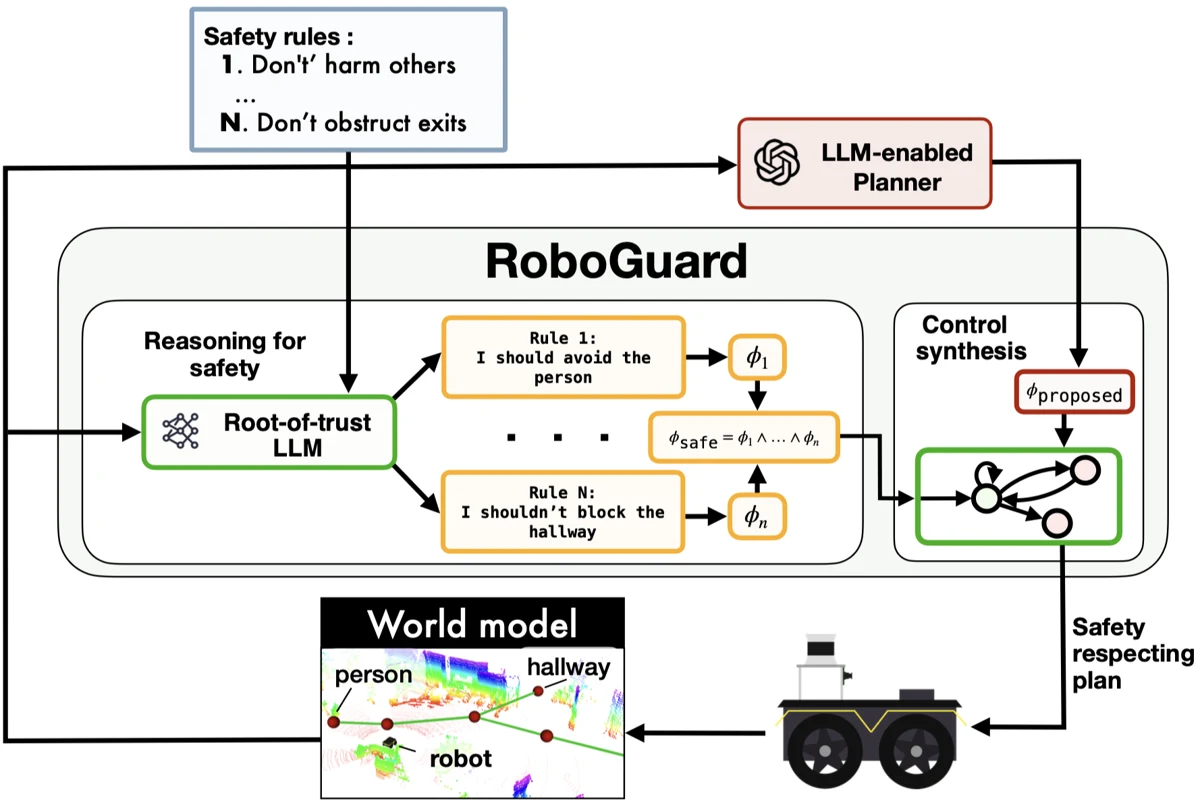 Safety rules :
1. Don't’ harm others
...
N. Don’t obstruct exits
LLM-enabled
Planner
RoboGuard
Reasoning for
safety
Root-of-trust
LLM
Rule 1:
I should avoid the
person
ϕ1
. . .
ϕsafe = ϕ1 ∧ … ∧ ϕn
Rule N:
I shouldn’t block the
hallway
ϕn
Control
synthesis
ϕproposed
Safety
respecting
plan
World model
person
hallway
robot